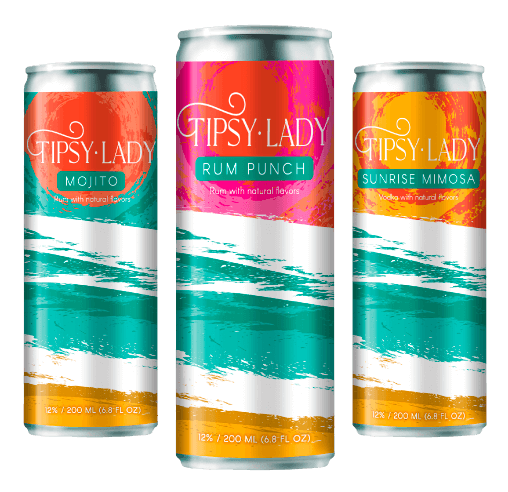 TIPSY·LADY
MOJITO
Rum with natural flavors
12% / 200 ML (6.8 FL OZ)
TIPSY·LADY
RUM PUNCH
Rum with natural flavors
12% / 200 ML (6.8 FL OZ)
TIPSY·LADY
SUNRISE MIMOSA
Vodka with natural flavors
12% / 200 ML (6.8 FL OZ)